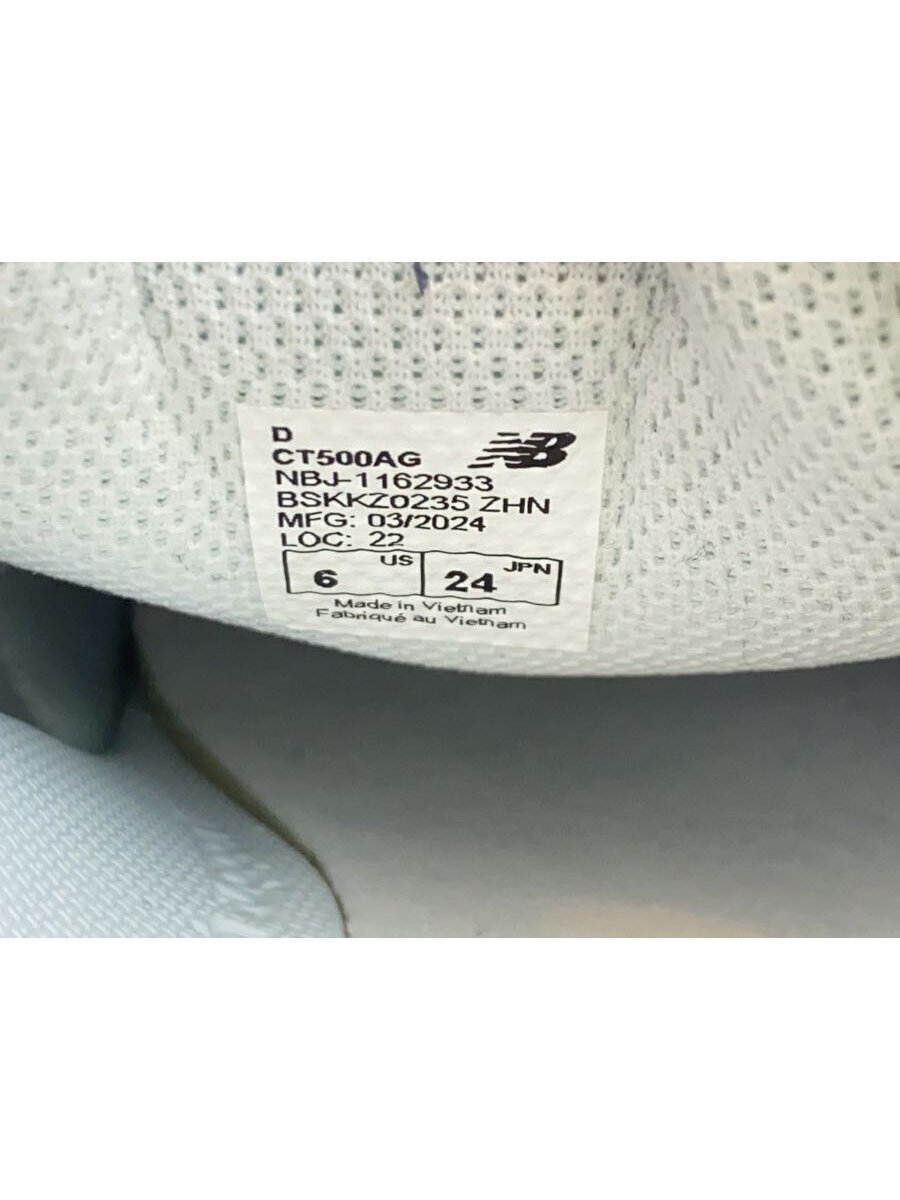 D
CT500AG
NB
NBJ-1162933
BSKKZ0235 ZHN
MFG: 03/2024
LOC: 22
6 US 24 JPN
Made in Vietnam
Fabriqué au Vietnam